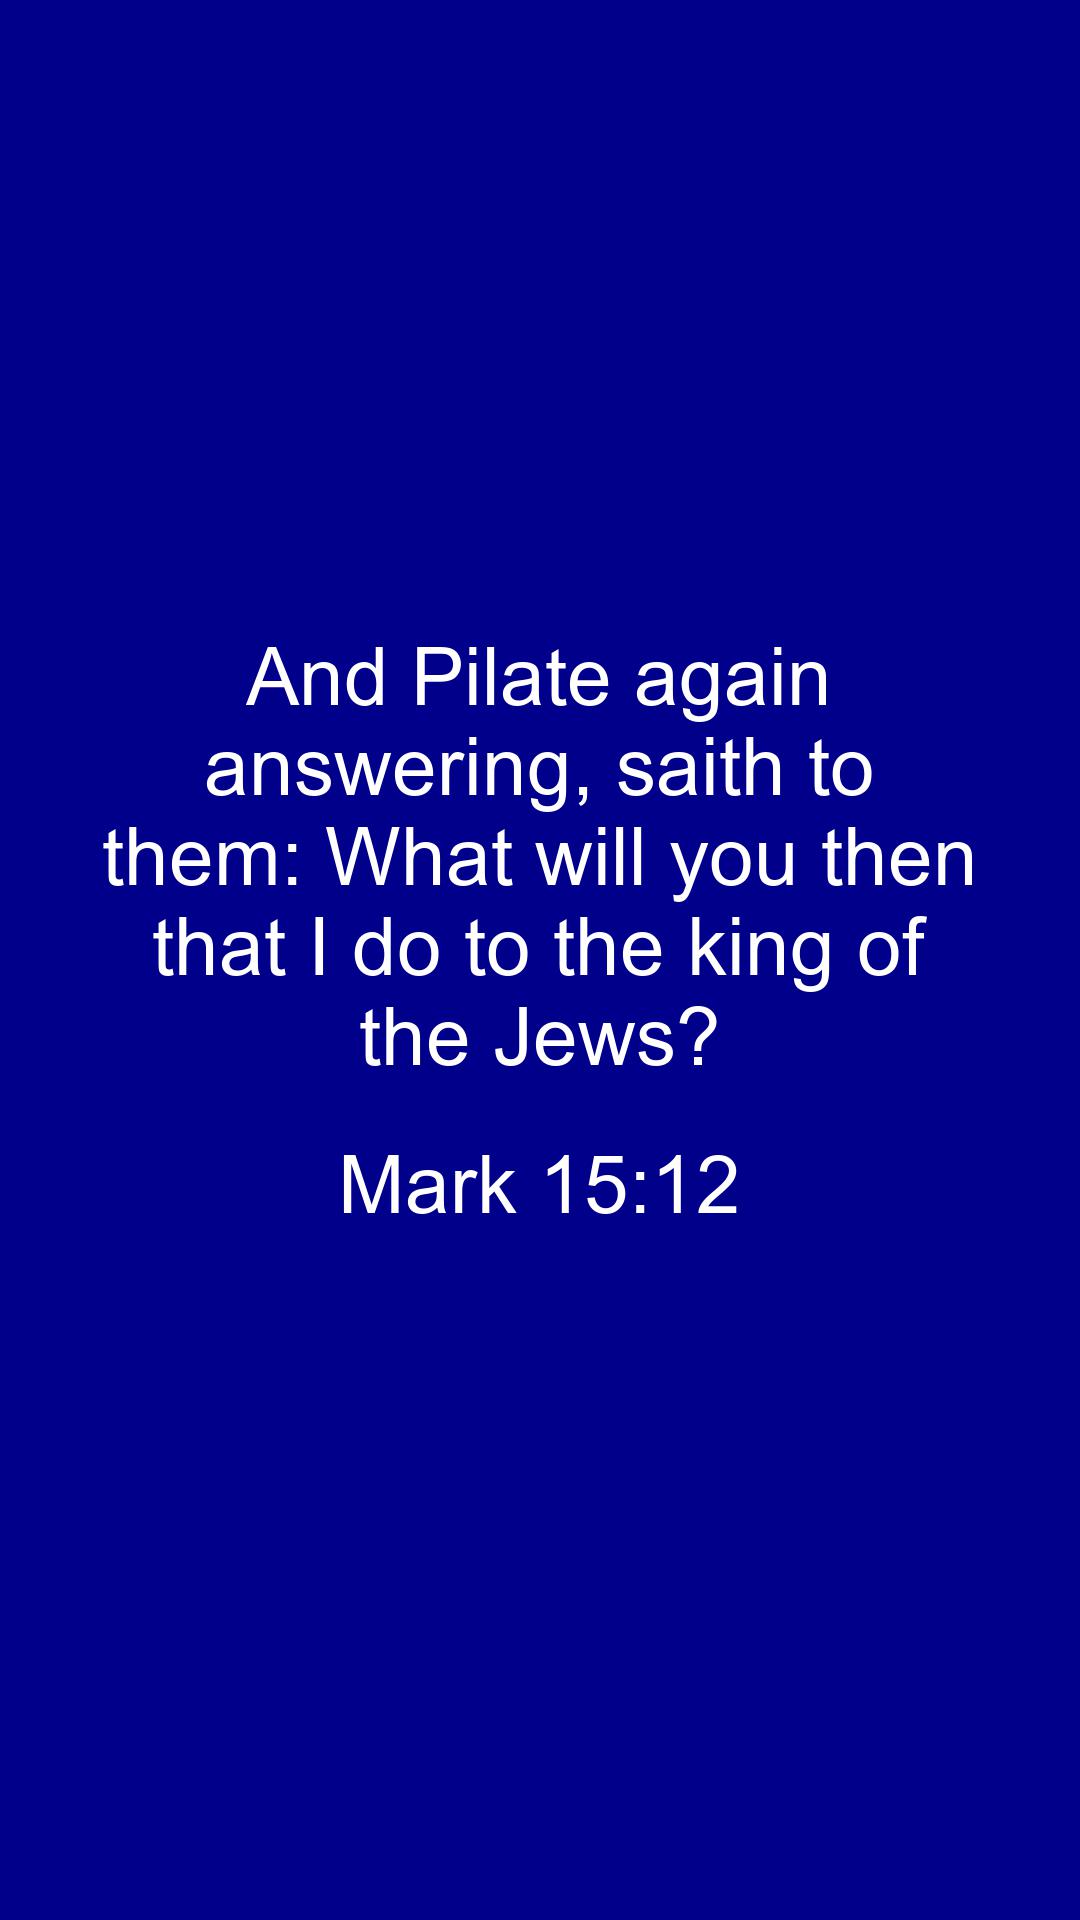 And Pilate again
answering, saith to
them: What will you then
that I do to the king of
the Jews?
Mark 15:12